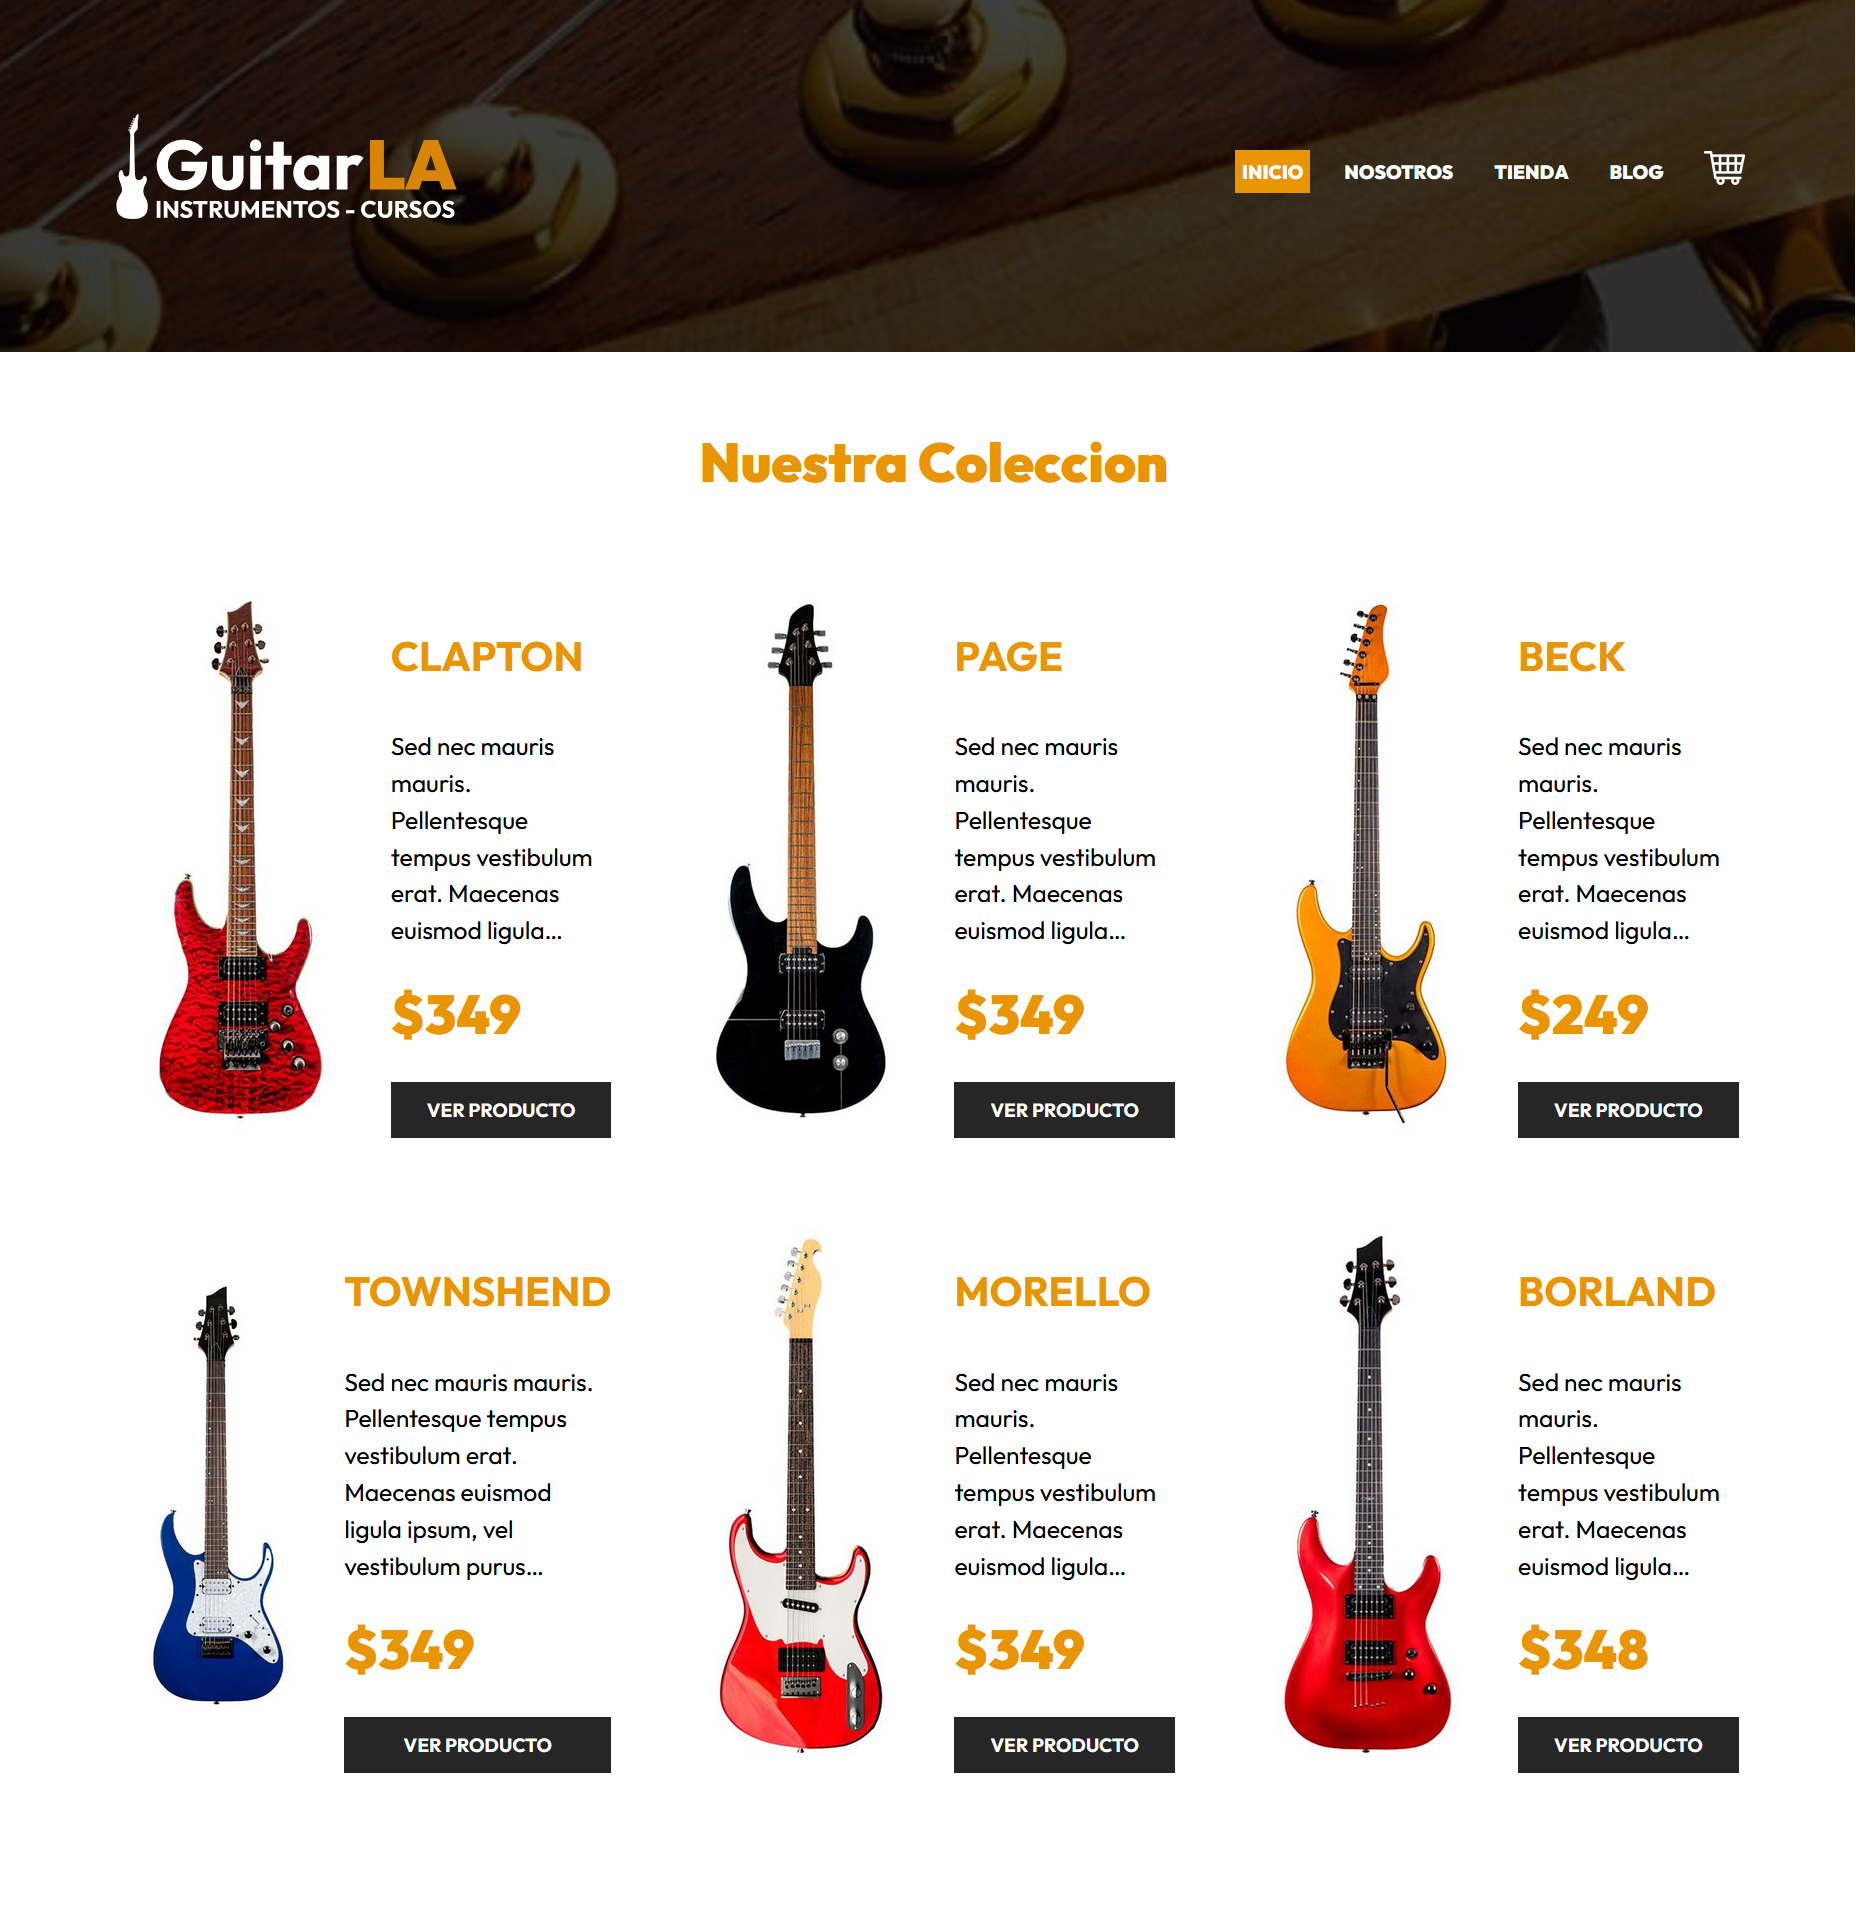 GuitarLA
INSTRUMENTOS - CURSOS
INICIO NOSOTROS TIENDA BLOG
Nuestra Coleccion
CLAPTON
Sed nec mauris
mauris.
Pellentesque
tempus vestibulum
erat. Maecenas
euismod ligula...
$349
VER PRODUCTO
PAGE
Sed nec mauris
mauris.
Pellentesque
tempus vestibulum
erat. Maecenas
euismod ligula...
$349
VER PRODUCTO
BECK
Sed nec mauris
mauris.
Pellentesque
tempus vestibulum
erat. Maecenas
euismod ligula...
$249
VER PRODUCTO
TOWNSHEND
Sed nec mauris mauris.
Pellentesque tempus
vestibulum erat.
Maecenas euismod
ligula ipsum, vel
vestibulum purus...
$349
VER PRODUCTO
MORELLO
Sed nec mauris
mauris.
Pellentesque
tempus vestibulum
erat. Maecenas
euismod ligula...
$349
VER PRODUCTO
BORLAND
Sed nec mauris
mauris.
Pellentesque
tempus vestibulum
erat. Maecenas
euismod ligula...
$348
VER PRODUCTO